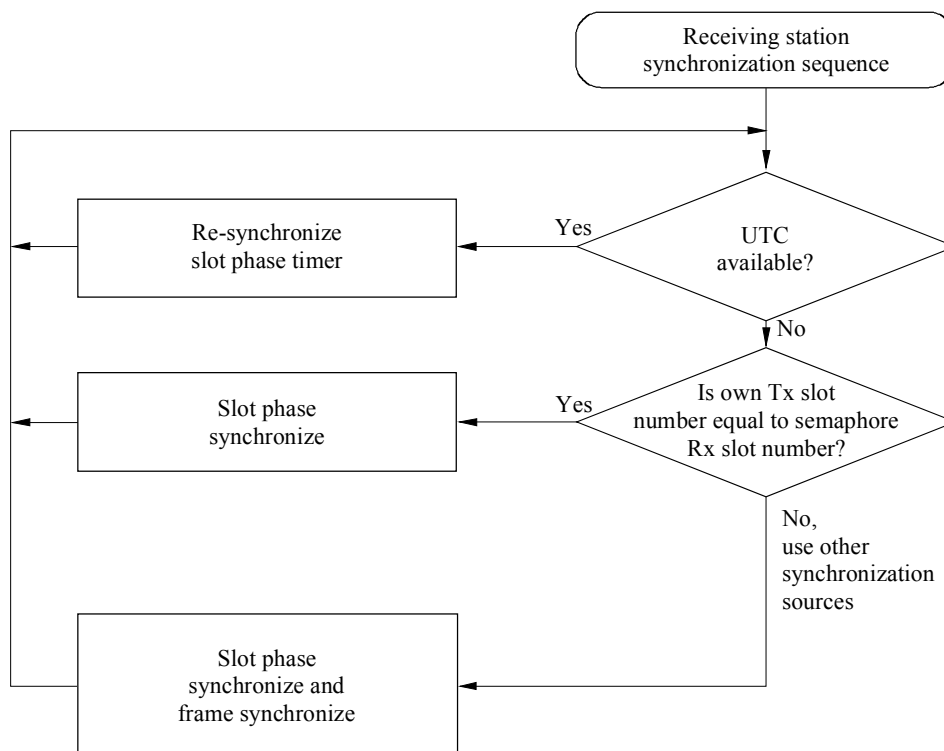 Receiving station
synchronization sequence
Yes
Re-synchronize
slot phase timer
UTC
available?
No
Yes
Slot phase
synchronize
Is own Tx slot
number equal to semaphore
Rx slot number?
No,
use other
synchronization
sources
Slot phase
synchronize and
frame synchronize